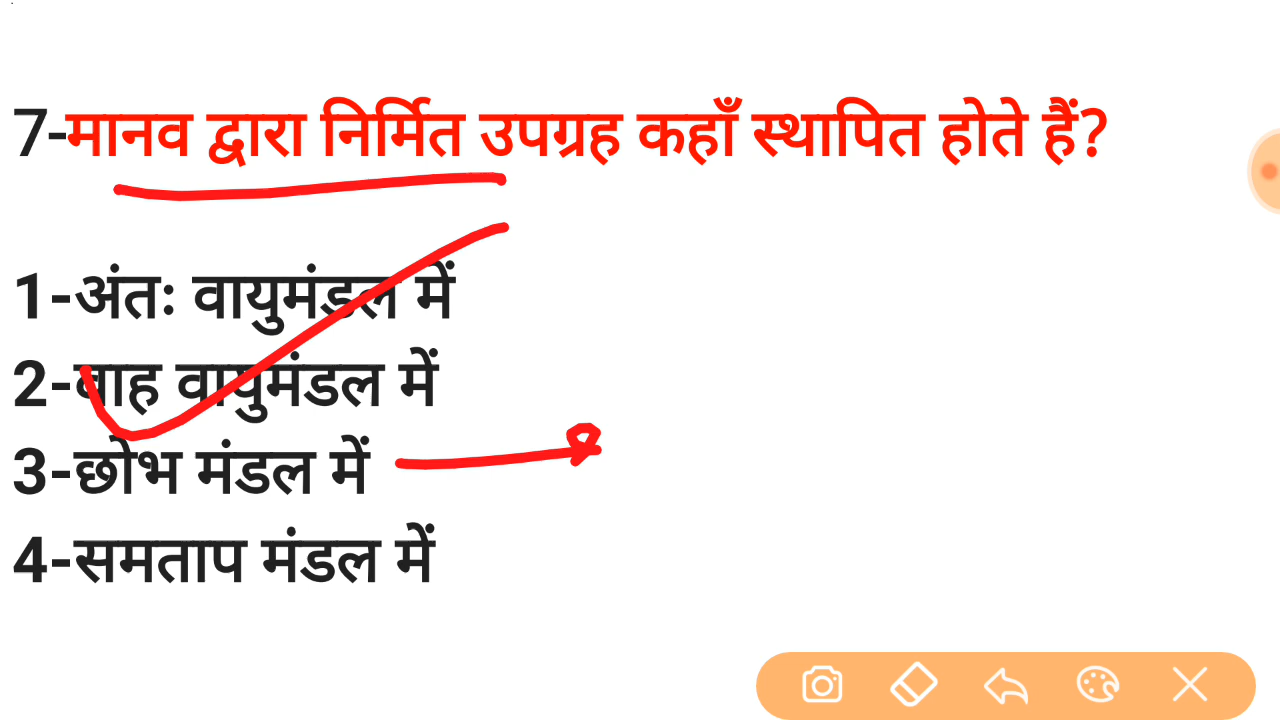 7-मानव द्वारा निर्मित उपग्रह कहाँ स्थापित होते हैं?
1-अंतः वायुमंडल में
2-बाह वायुमंडल में
3-छोभ मंडल में
4-समताप मंडल में